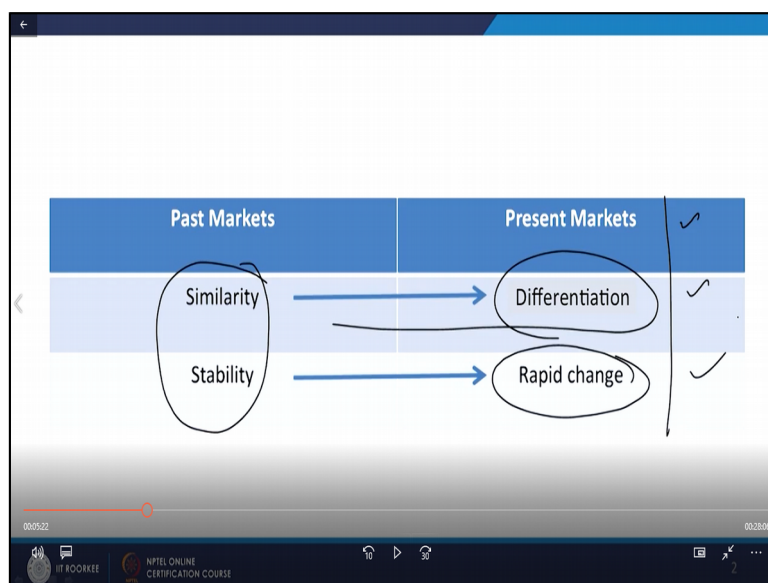 Past Markets Present Markets
Similarity Differentiation
Stability Rapid change
00:05:22 00:28:06
10 30
IIT ROORKEE NPTEL ONLINE
CERTIFICATION COURSE 2